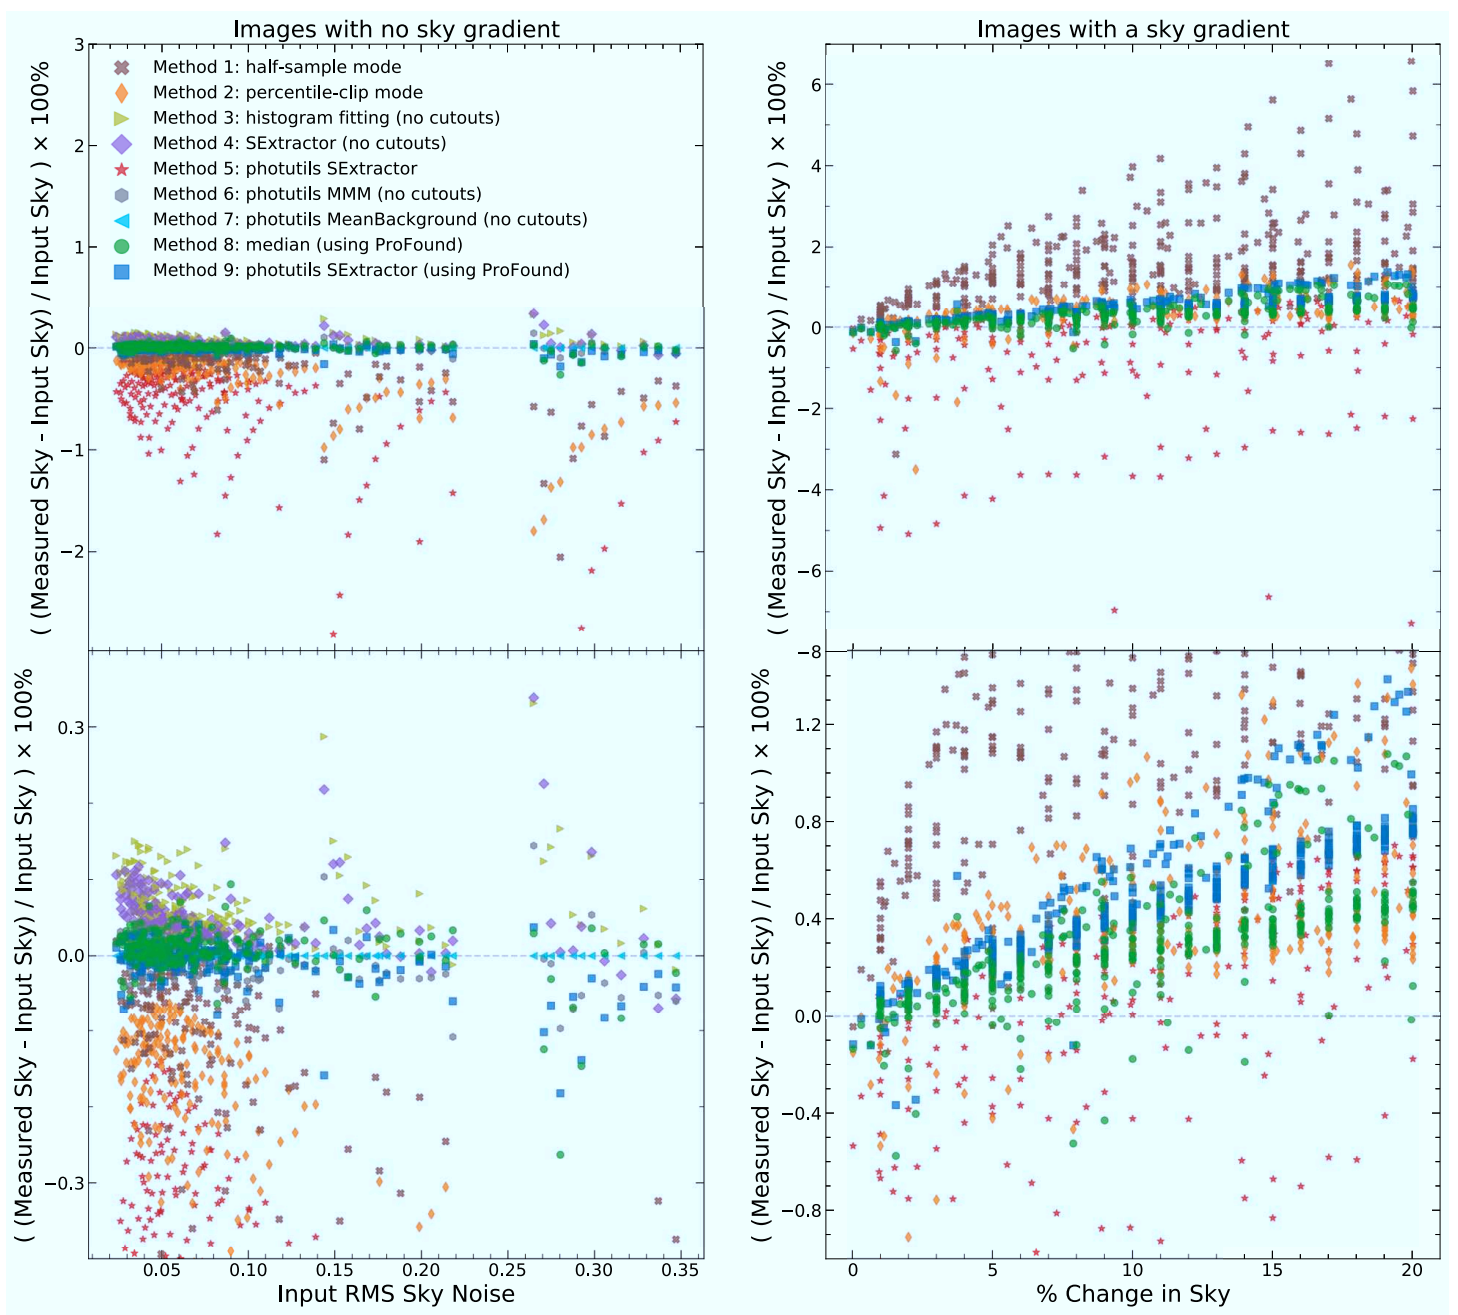 Images with no sky gradient
Images with a sky gradient
( (Measured Sky - Input Sky) / Input Sky ) × 100%
3
2
1
0
−1
−2
Method 1: half-sample mode
Method 2: percentile-clip mode
Method 3: histogram fitting (no cutouts)
Method 4: SExtractor (no cutouts)
Method 5: photutils SExtractor
Method 6: photutils MMM (no cutouts)
Method 7: photutils MeanBackground (no cutouts)
Method 8: median (using ProFound)
Method 9: photutils SExtractor (using ProFound)
( (Measured Sky - Input Sky) / Input Sky ) × 100%
6
4
2
0
−2
−4
−6
−8
( (Measured Sky - Input Sky) / Input Sky ) × 100%
0.3
0.0
−0.3
0.05 0.10 0.15 0.20 0.25 0.30 0.35
Input RMS Sky Noise
( (Measured Sky - Input Sky) / Input Sky ) × 100%
1.2
0.8
0.4
0.0
−0.4
−0.8
0 5 10 15 20
% Change in Sky